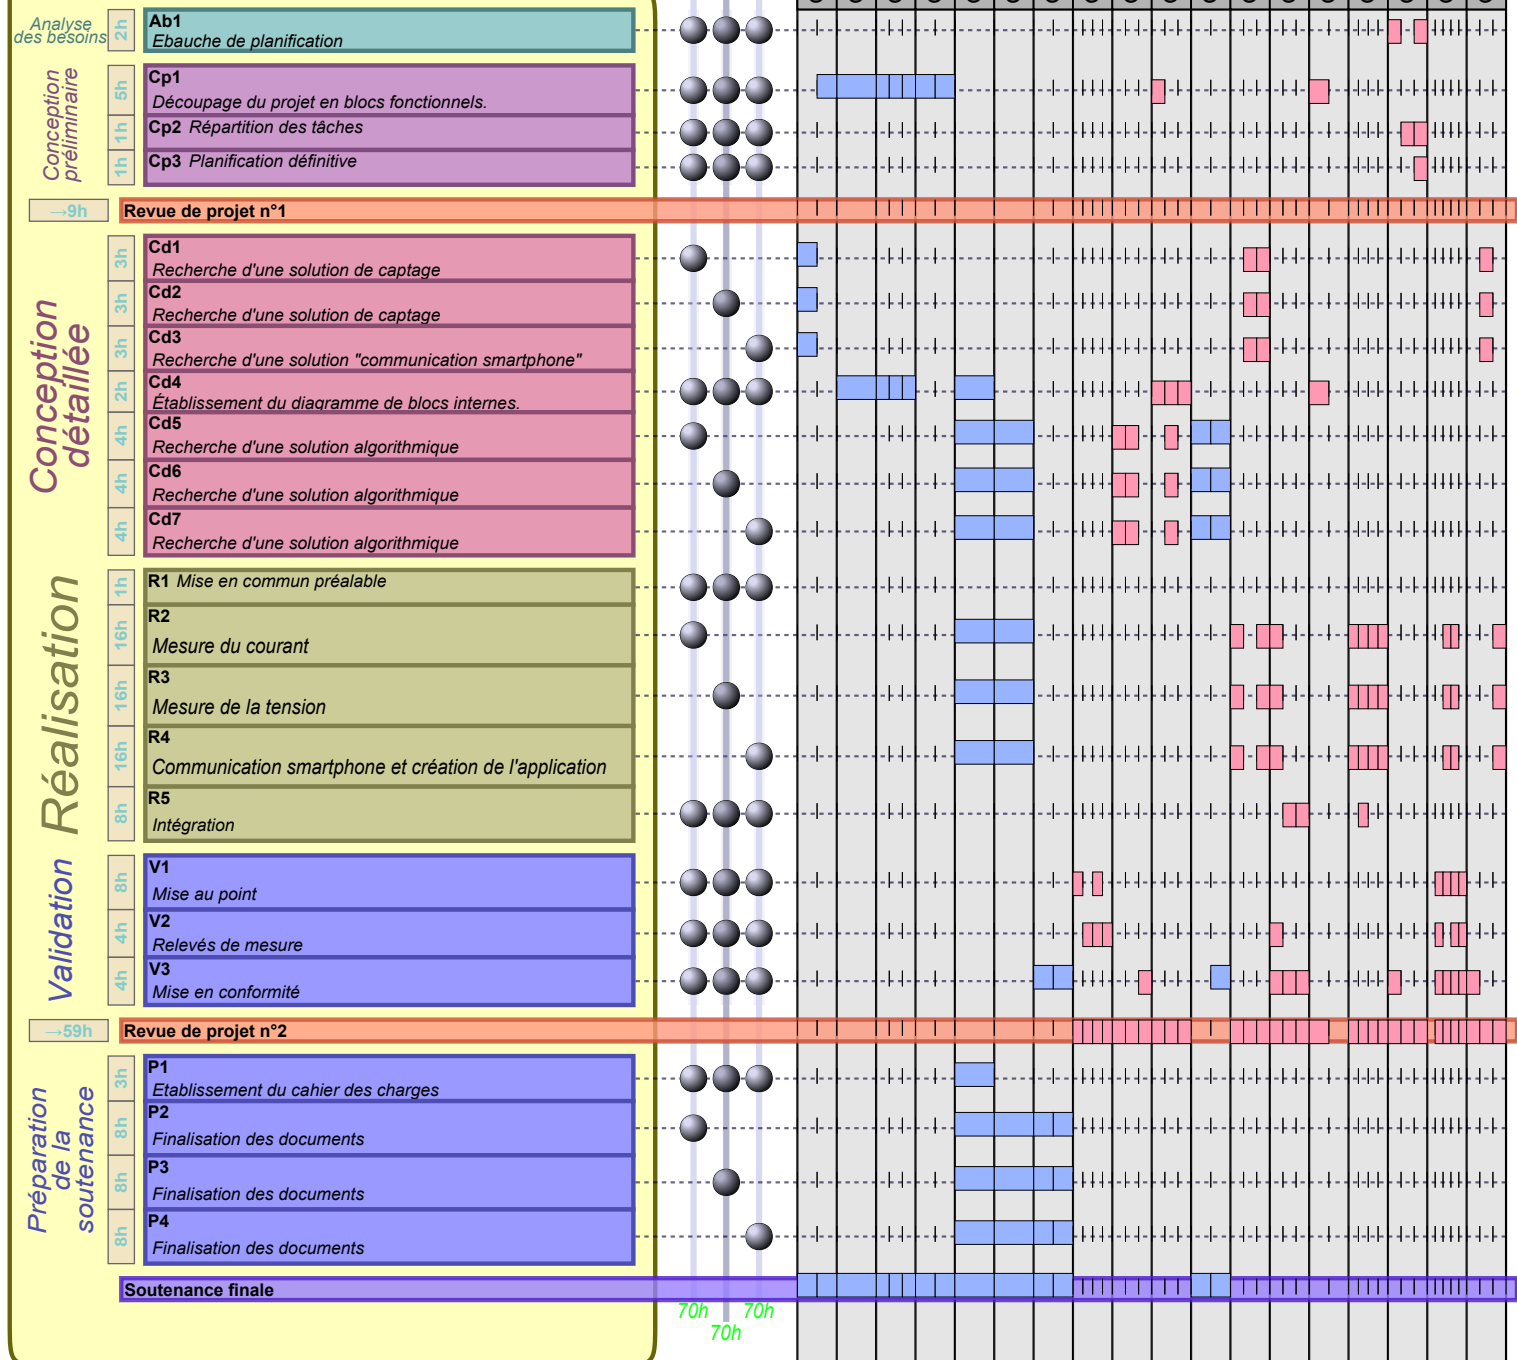 Analyse
des besoins
2h
Ab1
Ebauche de planification
Conception
préliminaire
5h
Cp1
Découpage du projet en blocs fonctionnels.
1h
Cp2 Répartition des tâches
1h
Cp3 Planification définitive
→9h
Revue de projet n°1
Conception
détaillée
3h
Cd1
Recherche d'une solution de captage
3h
Cd2
Recherche d'une solution de captage
3h
Cd3
Recherche d'une solution "communication smartphone"
2h
Cd4
Établissement du diagramme de blocs internes.
4h
Cd5
Recherche d'une solution algorithmique
4h
Cd6
Recherche d'une solution algorithmique
4h
Cd7
Recherche d'une solution algorithmique
Réalisation
1h
R1 Mise en commun préalable
16h
R2
Mesure du courant
16h
R3
Mesure de la tension
16h
R4
Communication smartphone et création de l'application
8h
R5
Intégration
Validation
8h
V1
Mise au point
4h
V2
Relevés de mesure
4h
V3
Mise en conformité
→59h
Revue de projet n°2
Préparation
de la
soutenance
3h
P1
Etablissement du cahier des charges
8h
P2
Finalisation des documents
8h
P3
Finalisation des documents
8h
P4
Finalisation des documents
Soutenance finale
70h
70h
70h